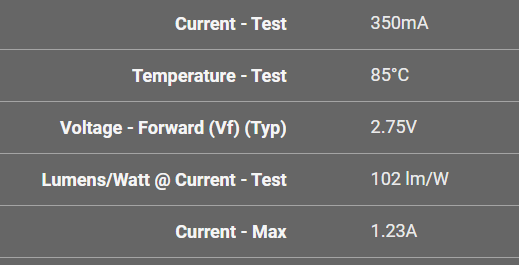 Current - Test 350mA
Temperature - Test 85°C
Voltage - Forward (Vf) (Typ) 2.75V
Lumens/Watt @ Current - Test 102 lm/W
Current - Max 1.23A